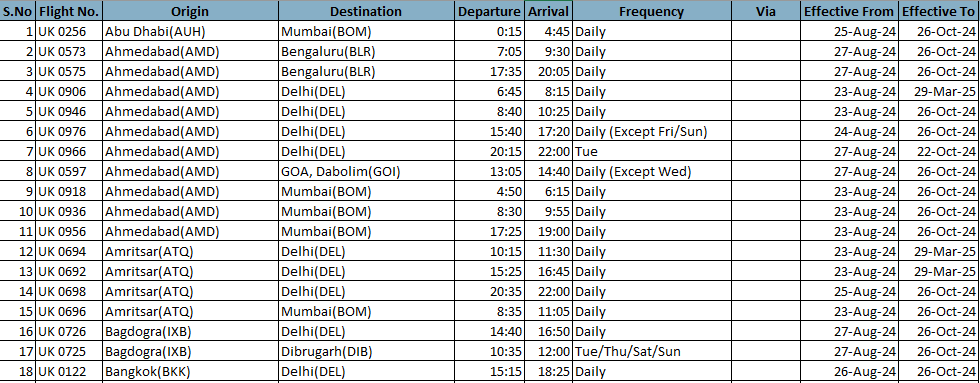 S.No Flight No. Origin Destination Departure Arrival Frequency Via Effective From Effective To
1 UK 0256 Abu Dhabi(AUH) Mumbai(BOM) 0:15 4:45 Daily 25-Aug-24 26-Oct-24
2 UK 0573 Ahmedabad(AMD) Bengaluru(BLR) 7:05 9:30 Daily 27-Aug-24 26-Oct-24
3 UK 0575 Ahmedabad(AMD) Bengaluru(BLR) 17:35 20:05 Daily 27-Aug-24 26-Oct-24
4 UK 0906 Ahmedabad(AMD) Delhi(DEL) 6:45 8:15 Daily 23-Aug-24 29-Mar-25
5 UK 0946 Ahmedabad(AMD) Delhi(DEL) 8:40 10:25 Daily 23-Aug-24 26-Oct-24
6 UK 0976 Ahmedabad(AMD) Delhi(DEL) 15:40 17:20 Daily (Except Fri/Sun) 24-Aug-24 26-Oct-24
7 UK 0966 Ahmedabad(AMD) Delhi(DEL) 20:15 22:00 Tue 27-Aug-24 22-Oct-24
8 UK 0597 Ahmedabad(AMD) GOA, Dabolim(GOI) 13:05 14:40 Daily (Except Wed) 27-Aug-24 26-Oct-24
9 UK 0918 Ahmedabad(AMD) Mumbai(BOM) 4:50 6:15 Daily 23-Aug-24 26-Oct-24
10 UK 0936 Ahmedabad(AMD) Mumbai(BOM) 8:30 9:55 Daily 23-Aug-24 26-Oct-24
11 UK 0956 Ahmedabad(AMD) Mumbai(BOM) 17:25 19:00 Daily 23-Aug-24 26-Oct-24
12 UK 0694 Amritsar(ATQ) Delhi(DEL) 10:15 11:30 Daily 23-Aug-24 29-Mar-25
13 UK 0692 Amritsar(ATQ) Delhi(DEL) 15:25 16:45 Daily 23-Aug-24 29-Mar-25
14 UK 0698 Amritsar(ATQ) Delhi(DEL) 20:35 22:00 Daily 25-Aug-24 26-Oct-24
15 UK 0696 Amritsar(ATQ) Mumbai(BOM) 8:35 11:05 Daily 23-Aug-24 26-Oct-24
16 UK 0726 Bagdogra(IXB) Delhi(DEL) 14:40 16:50 Daily 27-Aug-24 26-Oct-24
17 UK 0725 Bagdogra(IXB) Dibrugarh(DIB) 10:35 12:00 Tue/Thu/Sat/Sun 27-Aug-24 26-Oct-24
18 UK 0122 Bangkok(BKK) Delhi(DEL) 15:15 18:25 Daily 26-Aug-24 26-Oct-24